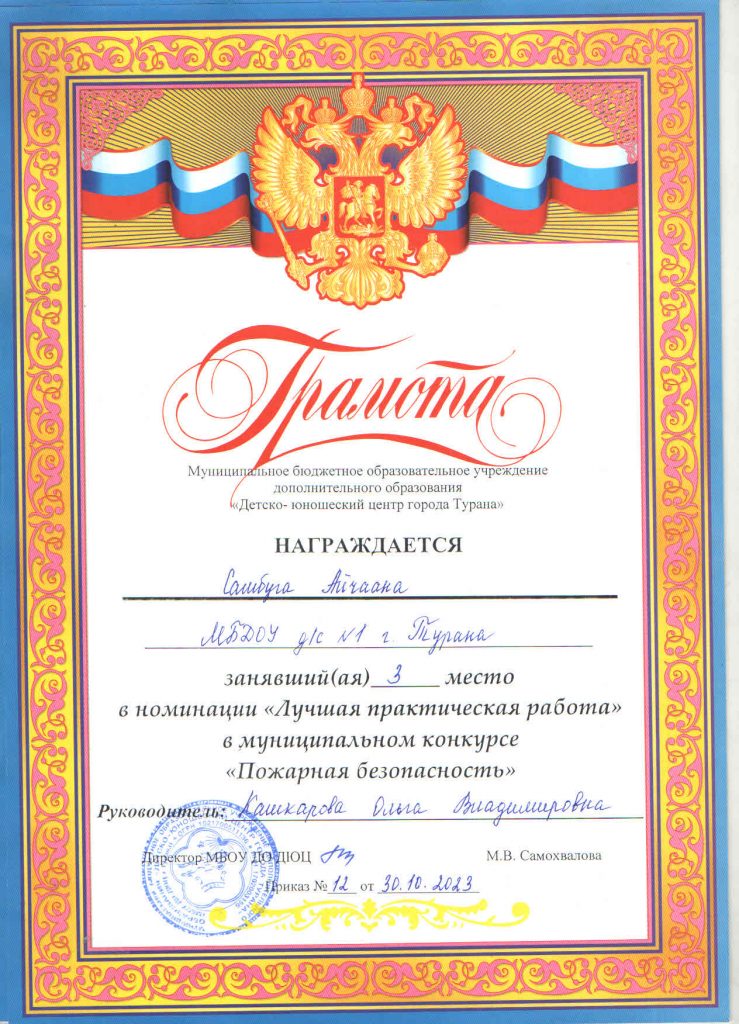 Грамота
Муниципальное бюджетное образовательное учреждение
дополнительного образования
«Детско- юношеский центр города Турана»
НАГРАЖДАЕТСЯ
Самбуга Айчаана
МБДОУ д/с №1 г. Турана
занявший(ая) 3 место
в номинации «Лучшая практическая работа»
в муниципальном конкурсе
«Пожарная безопасность»
Руководитель: Кашкарова Ольга Владимировна
Директор МБОУ ДО ДЮЦ М.В. Самохвалова
Приказ № 12 от 30.10.2023